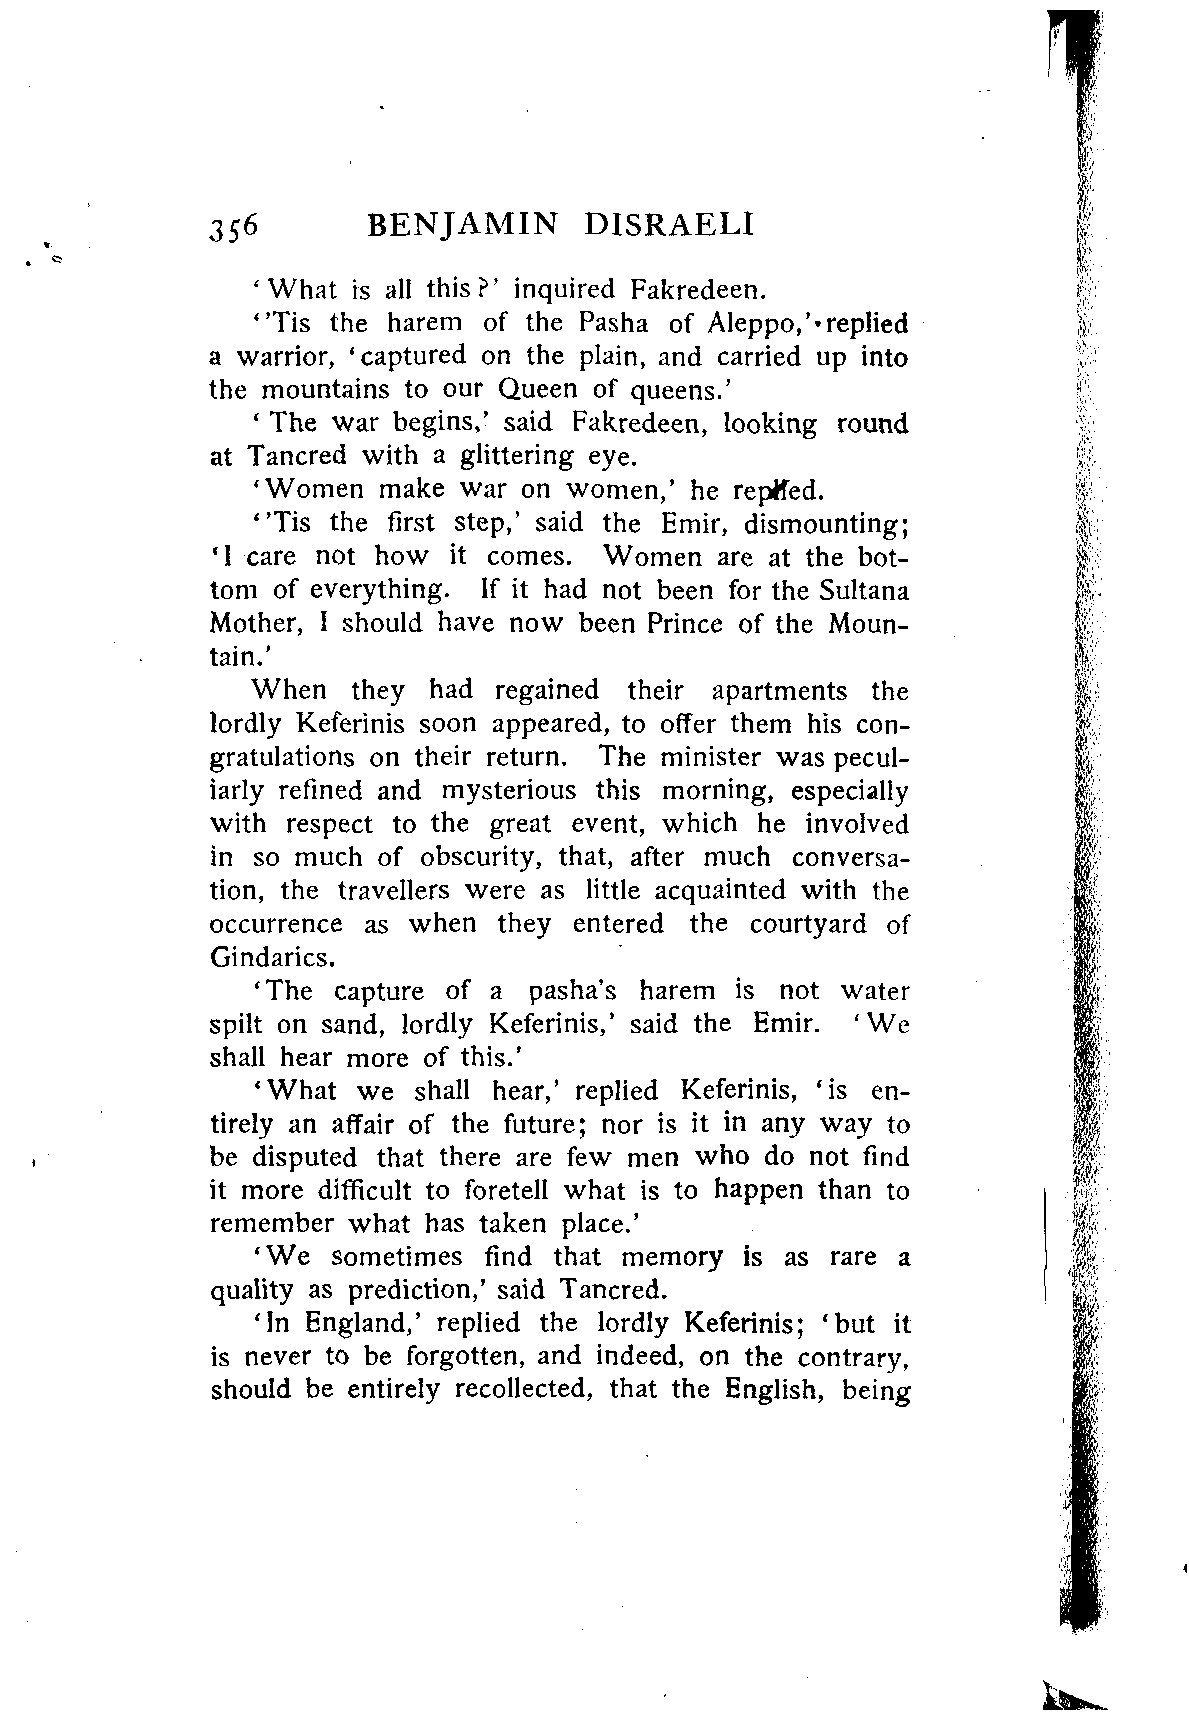 356 BENJAMIN DISRAELI
‘What is all this?’ inquired Fakredeen.
‘’Tis the harem of the Pasha of Aleppo,’ replied
a warrior, ‘captured on the plain, and carried up into
the mountains to our Queen of queens.’
‘The war begins,’ said Fakredeen, looking round
at Tancred with a glittering eye.
‘Women make war on women,’ he replied.
‘’Tis the first step,’ said the Emir, dismounting;
‘I care not how it comes. Women are at the bot-
tom of everything. If it had not been for the Sultana
Mother, I should have now been Prince of the Moun-
tain.’
When they had regained their apartments the
lordly Keferinis soon appeared, to offer them his con-
gratulations on their return. The minister was pecul-
iarly refined and mysterious this morning, especially
with respect to the great event, which he involved
in so much of obscurity, that, after much conversa-
tion, the travellers were as little acquainted with the
occurrence as when they entered the courtyard of
Gindarics.
‘The capture of a pasha’s harem is not water
spilt on sand, lordly Keferinis,’ said the Emir. ‘We
shall hear more of this.’
‘What we shall hear,’ replied Keferinis, ‘is en-
tirely an affair of the future; nor is it in any way to
be disputed that there are few men who do not find
it more difficult to foretell what is to happen than to
remember what has taken place.’
‘We sometimes find that memory is as rare a
quality as prediction,’ said Tancred.
‘In England,’ replied the lordly Keferinis; ‘but it
is never to be forgotten, and indeed, on the contrary,
should be entirely recollected, that the English, being